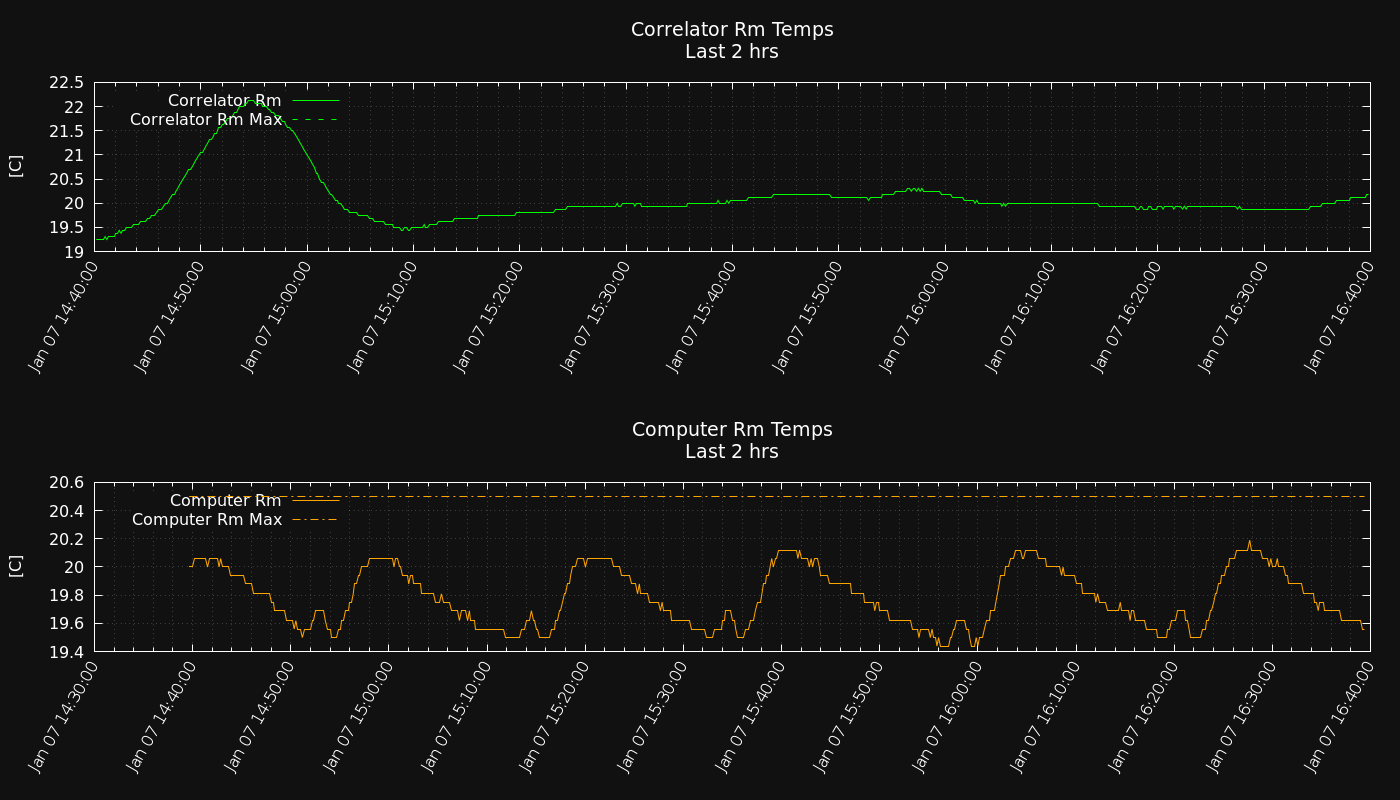 Correlator Rm Temps
Last 2 hrs
22.5
22
21.5
21
20.5
20
19.5
19
[C]
Correlator Rm
Correlator Rm Max
Jan 07 14:40:00
Jan 07 14:50:00
Jan 07 15:00:00
Jan 07 15:10:00
Jan 07 15:20:00
Jan 07 15:30:00
Jan 07 15:40:00
Jan 07 15:50:00
Jan 07 16:00:00
Jan 07 16:10:00
Jan 07 16:20:00
Jan 07 16:30:00
Jan 07 16:40:00
Computer Rm Temps
Last 2 hrs
20.6
20.4
20.2
20
19.8
19.6
19.4
[C]
Computer Rm
Computer Rm Max
Jan 07 14:30:00
Jan 07 14:40:00
Jan 07 14:50:00
Jan 07 15:00:00
Jan 07 15:10:00
Jan 07 15:20:00
Jan 07 15:30:00
Jan 07 15:40:00
Jan 07 15:50:00
Jan 07 16:00:00
Jan 07 16:10:00
Jan 07 16:20:00
Jan 07 16:30:00
Jan 07 16:40:00